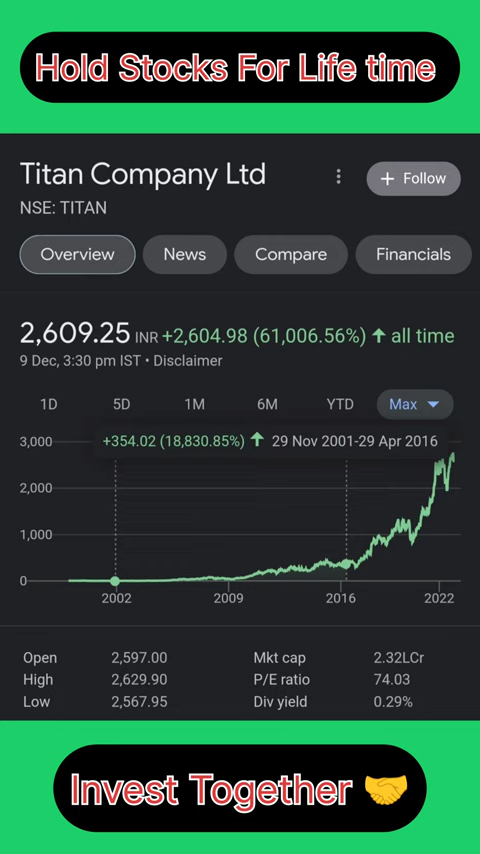 Hold Stocks For Life time
Titan Company Ltd
+ Follow
NSE: TITAN
Overview News Compare Financials
2,609.25 INR +2,604.98 (61,006.56%) ↑ all time
9 Dec, 3:30 pm IST • Disclaimer
1D 5D 1M 6M YTD Max
+354.02 (18,830.85%) ↑ 29 Nov 2001-29 Apr 2016
3,000
2,000
1,000
0
2002 2009 2016 2022
Open 2,597.00 Mkt cap 2.32LCr
High 2,629.90 P/E ratio 74.03
Low 2,567.95 Div yield 0.29%
Invest Together 🤝